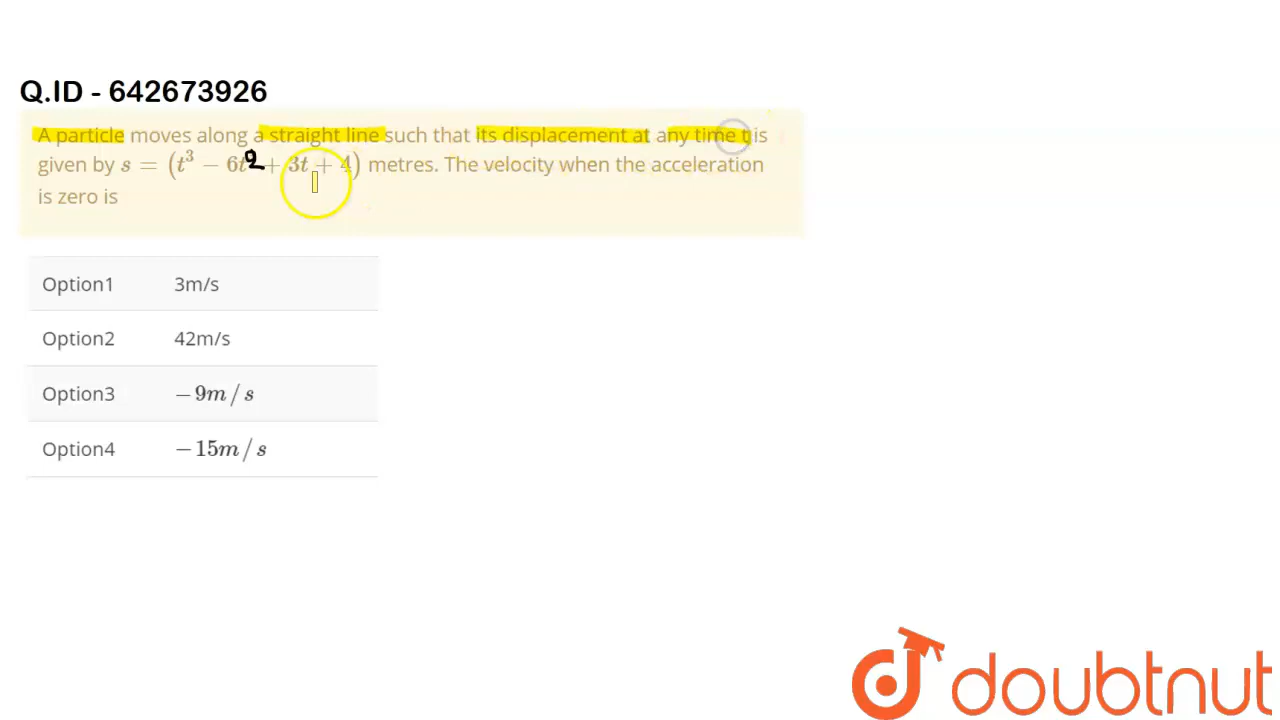 Q.ID - 642673926
A particle moves along a straight line such that its displacement at any time t is
given by s = (t³ − 6t² + 3t + 4) metres. The velocity when the acceleration
is zero is
Option1 3m/s
Option2 42m/s
Option3 −9m/s
Option4 −15m/s
doubtnut